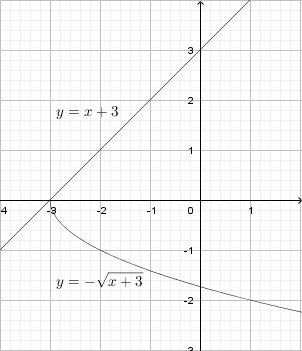 3
2
y = x + 3
1
4 -3 -2 -1 0 1
-1
y = −√(x + 3)
-2
-3